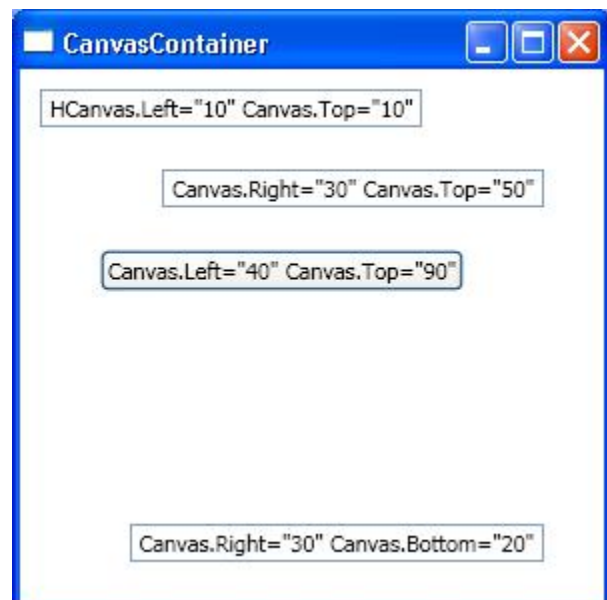 CanvasContainer
HCanvas.Left="10" Canvas.Top="10"
Canvas.Right="30" Canvas.Top="50"
Canvas.Left="40" Canvas.Top="90"
Canvas.Right="30" Canvas.Bottom="20"